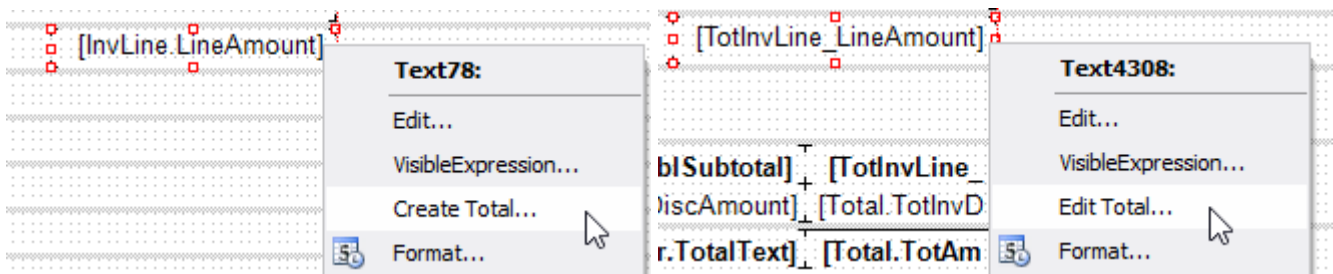 [InvLine.LineAmount]
Text78:
Edit...
VisibleExpression...
Create Total...
Format...
[TotInvLine_LineAmount]
Text4308:
Edit...
VisibleExpression...
Edit Total...
Format...
blSubtotal] [TotInvLine_
DiscAmount] [Total.TotInvD
r.TotalText] [Total.TotAm